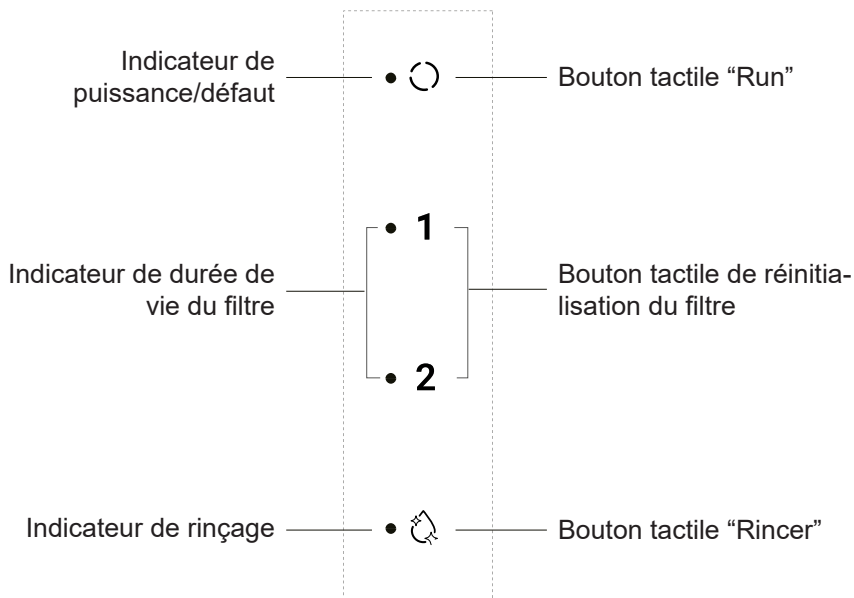 Indicateur de
puissance/défaut
Bouton tactile “Run”
1
Indicateur de durée de
vie du filtre
Bouton tactile de réinitia-
lisation du filtre
2
Indicateur de rinçage
Bouton tactile “Rincer”